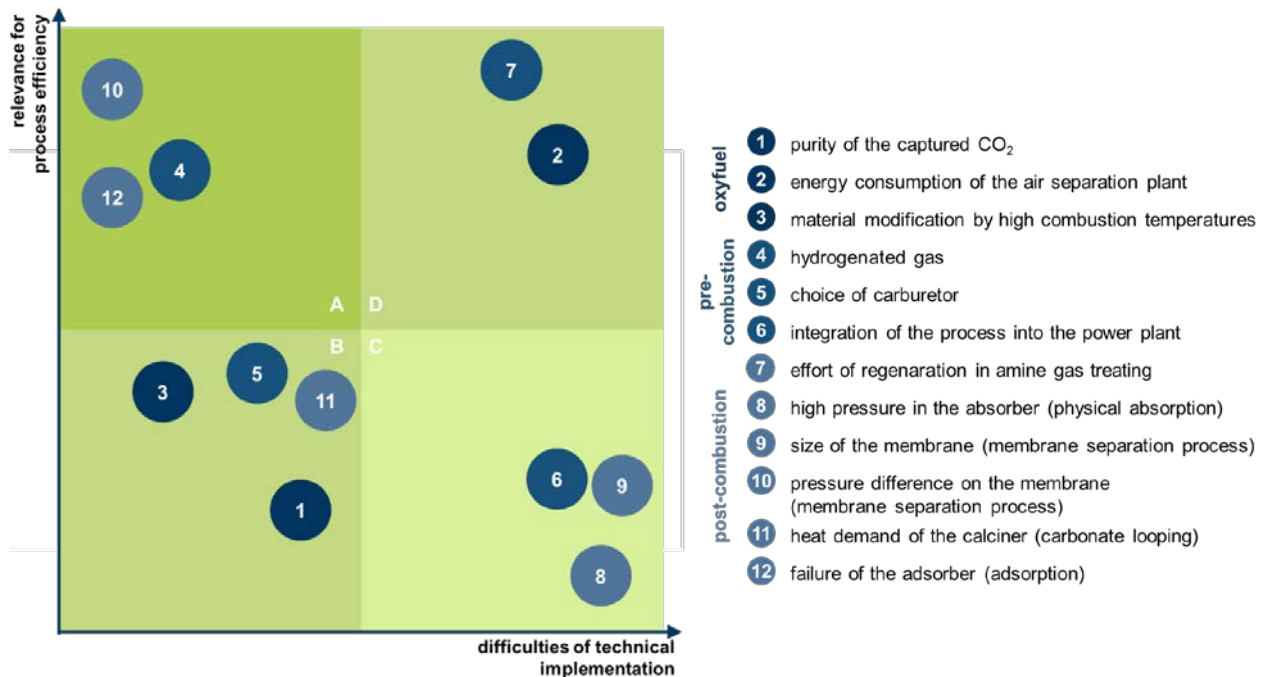 relevance for
process efficiency
10
7
4
2
12
A D
B C
3
5
11
6
9
1
8
difficulties of technical
implementation
oxyfuel
1 purity of the captured CO₂
2 energy consumption of the air separation plant
3 material modification by high combustion temperatures
pre-
combustion
4 hydrogenated gas
5 choice of carburetor
6 integration of the process into the power plant
post-combustion
7 effort of regenaration in amine gas treating
8 high pressure in the absorber (physical absorption)
9 size of the membrane (membrane separation process)
10 pressure difference on the membrane
(membrane separation process)
11 heat demand of the calciner (carbonate looping)
12 failure of the adsorber (adsorption)